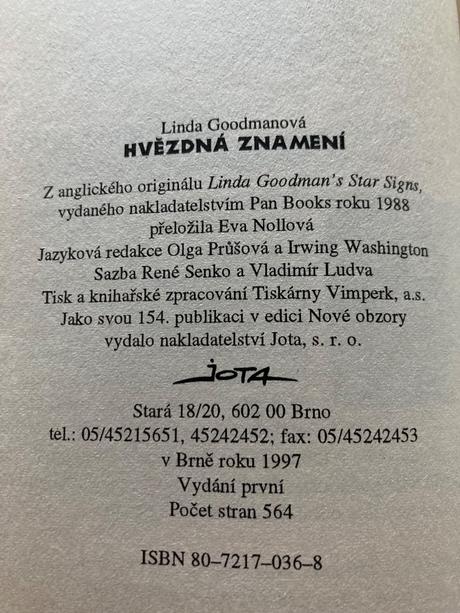 Linda Goodmanová
HVĚZDNÁ ZNAMENÍ
Z anglického originálu Linda Goodman's Star Signs,
vydaného nakladatelstvím Pan Books roku 1988
přeložila Eva Nollová
Jazyková redakce Olga Průšová a Irwing Washington
Sazba René Senko a Vladimír Ludva
Tisk a knihařské zpracování Tiskárny Vimperk, a.s.
Jako svou 154. publikaci v edici Nové obzory
vydalo nakladatelství Jota, s. r. o.
JOTA
Stará 18/20, 602 00 Brno
tel.: 05/45215651, 45242452; fax: 05/45242453
v Brně roku 1997
Vydání první
Počet stran 564
ISBN 80–7217–036–8